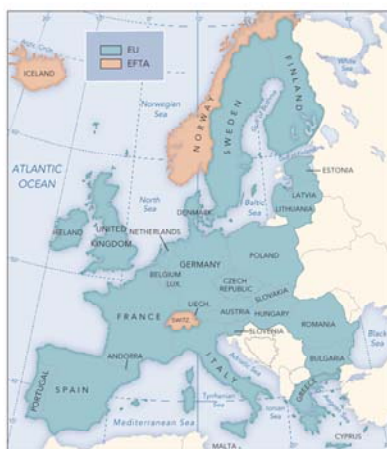 EU
EFTA
ICELAND
Norwegian
Sea
White
Sea
NORWAY
SWEDEN
FINLAND
ATLANTIC
OCEAN
North
Sea
Baltic
Sea
ESTONIA
LATVIA
LITHUANIA
DENMARK
IRELAND
UNITED
KINGDOM
NETHERLANDS
GERMANY
POLAND
BELGIUM
LUX.
CZECH
REPUBLIC
SLOVAKIA
LIECH.
AUSTRIA
HUNGARY
FRANCE
SWITZ.
SLOVENIA
ROMANIA
ANDORRA
ITALY
Adriatic Sea
BULGARIA
Black
Sea
PORTUGAL
SPAIN
GREECE
Tyrrhenian
Sea
Ionian
Sea
Mediterranean Sea
MALTA
CYPRUS